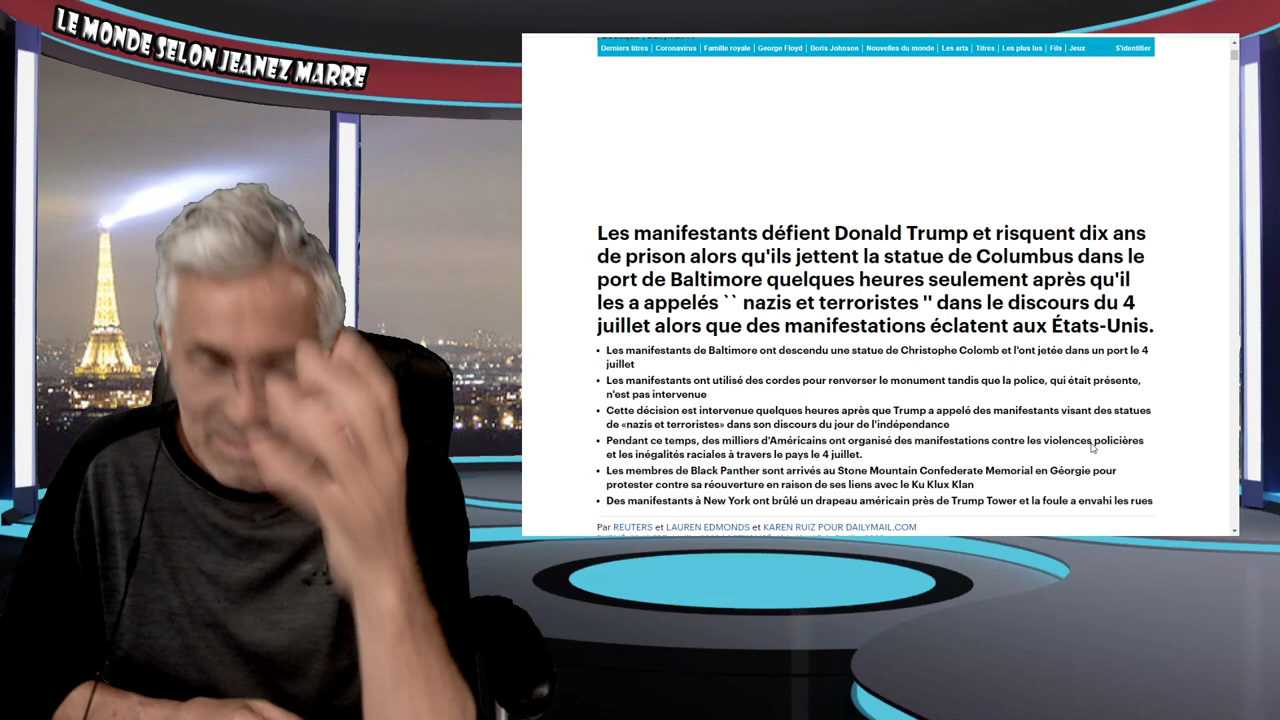 LE MONDE SELON JEANEZ MARRE
Derniers titres | Coronavirus | Famille royale | George Floyd | Boris Johnson | Nouvelles du monde | Les arts | Titres | Les plus lus | Fils | Jeux S'identifier
Les manifestants défient Donald Trump et risquent dix ans
de prison alors qu'ils jettent la statue de Columbus dans le
port de Baltimore quelques heures seulement après qu'il
les a appelés `` nazis et terroristes '' dans le discours du 4
juillet alors que des manifestations éclatent aux États-Unis.
• Les manifestants de Baltimore ont descendu une statue de Christophe Colomb et l'ont jetée dans un port le 4
juillet
• Les manifestants ont utilisé des cordes pour renverser le monument tandis que la police, qui était présente,
n'est pas intervenue
• Cette décision est intervenue quelques heures après que Trump a appelé des manifestants visant des statues
de «nazis et terroristes» dans son discours du jour de l'indépendance
• Pendant ce temps, des milliers d'Américains ont organisé des manifestations contre les violences policières
et les inégalités raciales à travers le pays le 4 juillet.
• Les membres de Black Panther sont arrivés au Stone Mountain Confederate Memorial en Géorgie pour
protester contre sa réouverture en raison de ses liens avec le Ku Klux Klan
• Des manifestants à New York ont brûlé un drapeau américain près de Trump Tower et la foule a envahi les rues
Par REUTERS et LAUREN EDMONDS et KAREN RUIZ POUR DAILYMAIL.COM